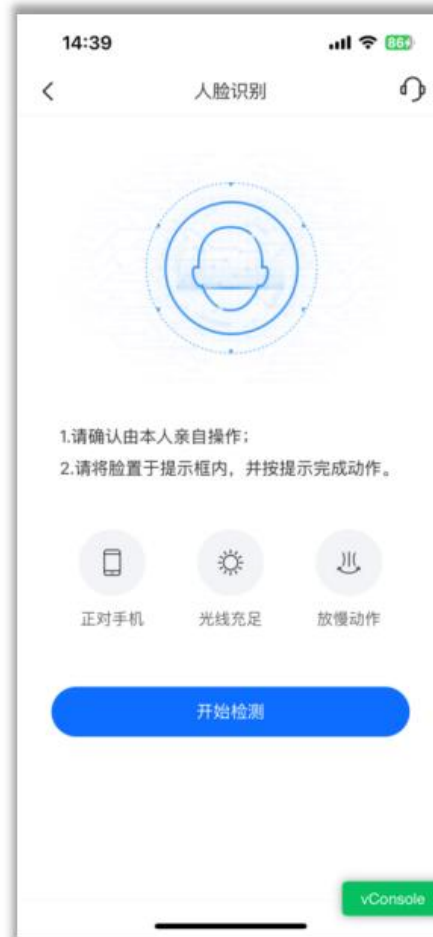 14:39
86
人脸识别
1.请确认由本人亲自操作；
2.请将脸置于提示框内，并按提示完成动作。
正对手机
光线充足
放慢动作
开始检测
vConsole